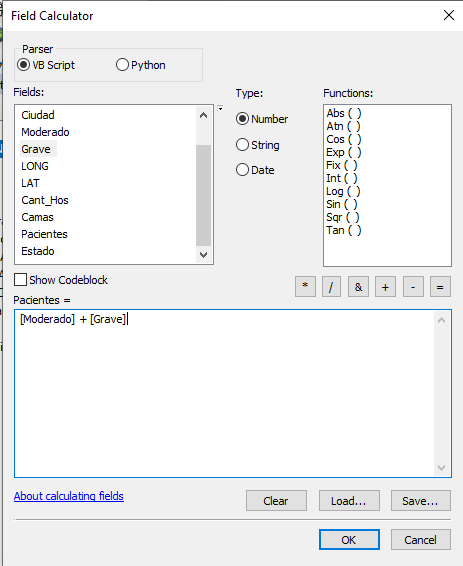 Field Calculator
Parser
VB Script
Python
Fields:
Type:
Functions:
Ciudad
Moderado
Grave
LONG
LAT
Cant_Hos
Camas
Pacientes
Estado
Number
String
Date
Abs ( )
Atn ( )
Cos ( )
Exp ( )
Fix ( )
Int ( )
Log ( )
Sin ( )
Sqr ( )
Tan ( )
Show Codeblock
* / & + - =
Pacientes =
[Moderado] + [Grave]
About calculating fields
Clear
Load...
Save...
OK
Cancel